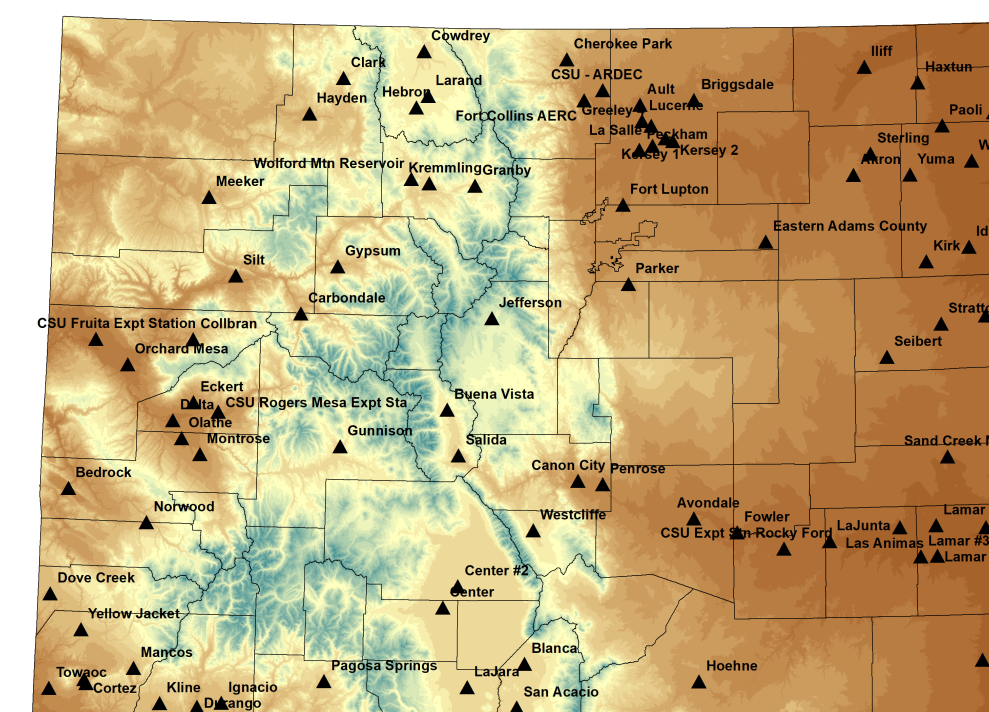 Cowdrey
Cherokee Park
Iliff
Clark
CSU - ARDEC
Haxtun
Larand
Hebron
Ault
Briggsdale
Hayden
Greeley
Lucerne
Paoli
Fort Collins AERC
La Salle
Peckham
Sterling
Kersey 1
Kersey 2
Akron
Yuma
Wolford Mtn Reservoir
Kremmling
Granby
Meeker
Fort Lupton
Eastern Adams County
Kirk
Gypsum
Silt
Parker
Carbondale
Jefferson
CSU Fruita Expt Station
Collbran
Orchard Mesa
Seibert
Eckert
Buena Vista
Delta
CSU Rogers Mesa Expt Sta
Olathe
Gunnison
Montrose
Salida
Sand Creek
Bedrock
Canon City
Penrose
Norwood
Avondale
Westcliffe
Fowler
LaJunta
Lamar
CSU Expt Stn Rocky Ford
Las Animas
Lamar #3
Lamar
Dove Creek
Center #2
Center
Yellow Jacket
Mancos
Blanca
Pagosa Springs
LaJara
Hoehne
Towaoc
Cortez
Kline
Ignacio
San Acacio
Durango